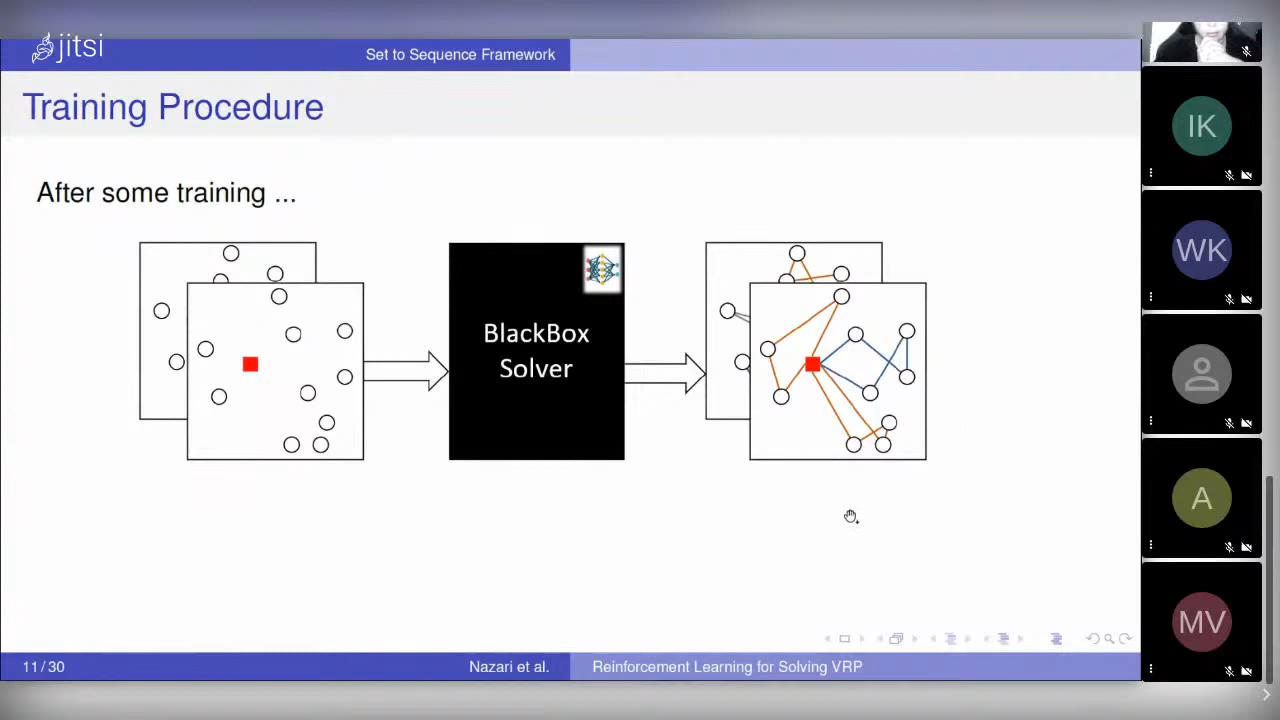 jitsi
Set to Sequence Framework
Training Procedure
After some training ...
BlackBox
Solver
IK
WK
A
MV
11 / 30
Nazari et al.
Reinforcement Learning for Solving VRP